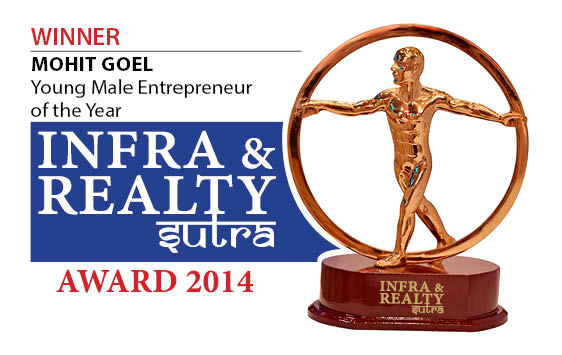 WINNER
MOHIT GOEL
Young Male Entrepreneur
of the Year
INFRA &
REALTY
sutra
AWARD 2014
INFRA &
REALTY
sutra